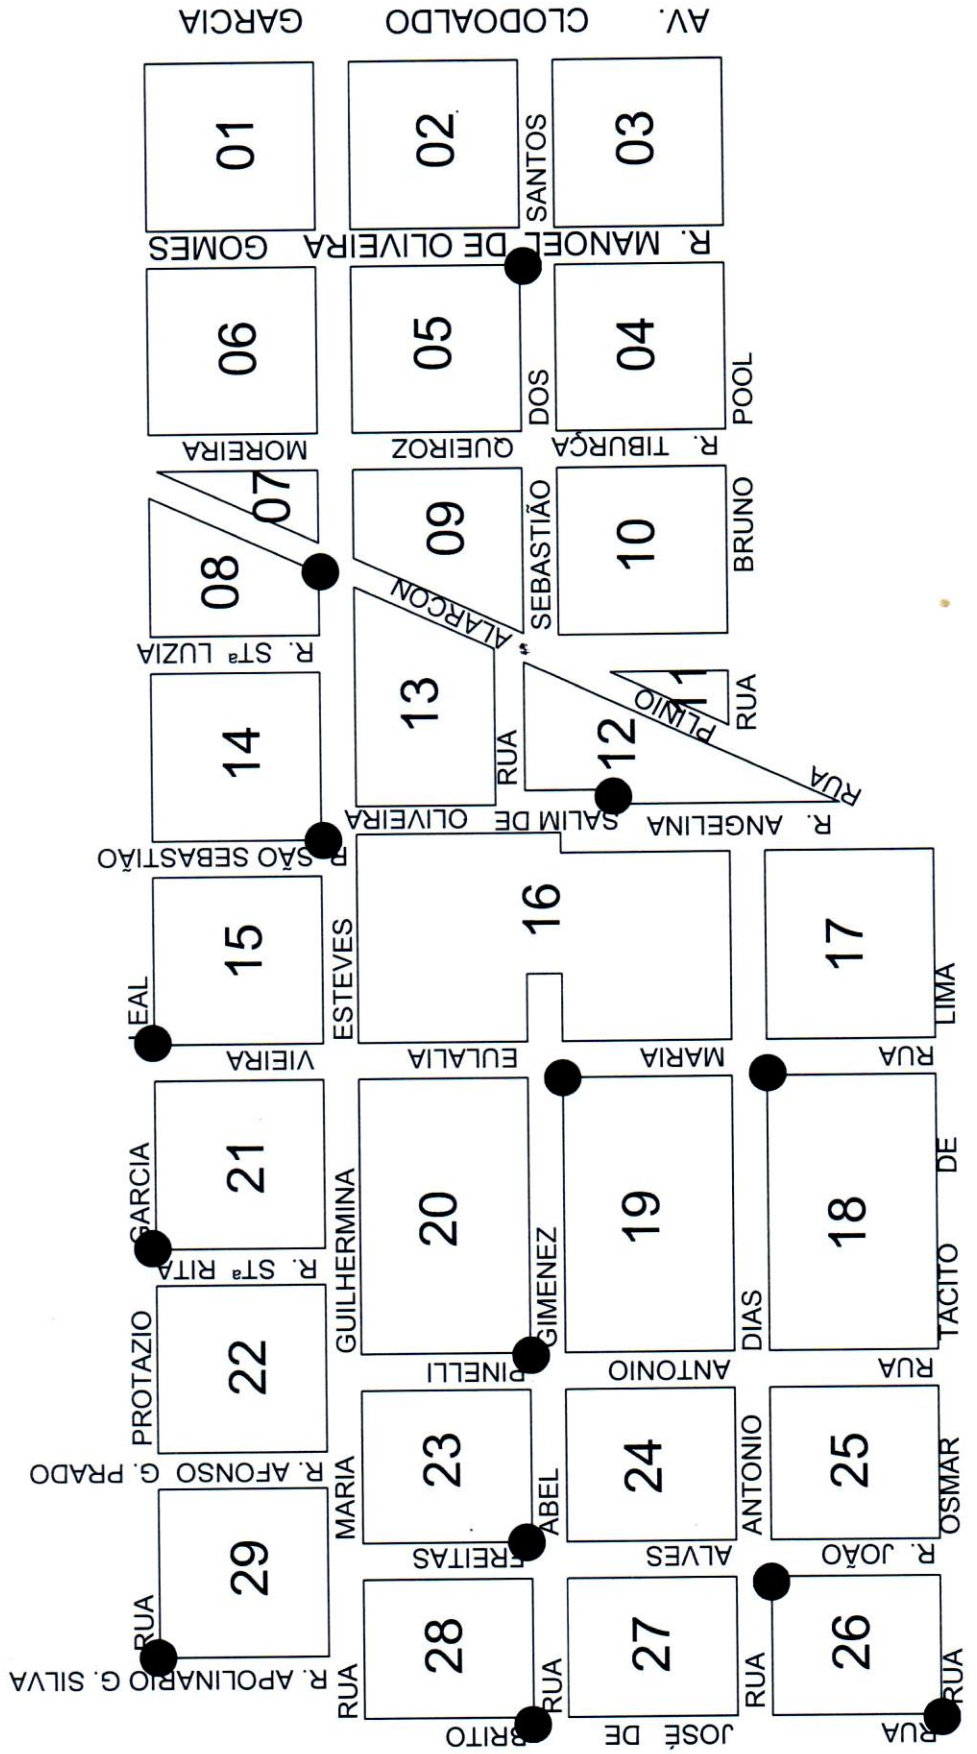 AV. CLODOALDO GARCIA
01
02
03
R. MANOEL DE OLIVEIRA GOMES
06
05
04
R. TIBURÇA QUEIROZ MOREIRA
07
08
09
10
R. STª LUZIA
14
13
12
11
R. ANGELINA SALIM DE OLIVEIRA
R. SÃO SEBASTIÃO
15
16
17
RUA MARIA EULALIA VIEIRA
21
20
19
18
R. STª RITA
RUA ANTONIO PINELLI
22
23
24
25
R. AFONSO G. PRADO
R. JOÃO ALVES FREITAS
29
28
27
26
R. APOLINARIO G. SILVA
RUA JOSÉ DE BRITO
RUA PROTAZIO GARCIA LEAL
RUA MARIA GUILHERMINA ESTEVES
RUA ABEL GIMENEZ
RUA SEBASTIÃO DOS SANTOS
RUA ANTONIO DIAS
RUA BRUNO POOL
RUA OSMAR TACITO DE LIMA
RUA PLINIO ALARCON